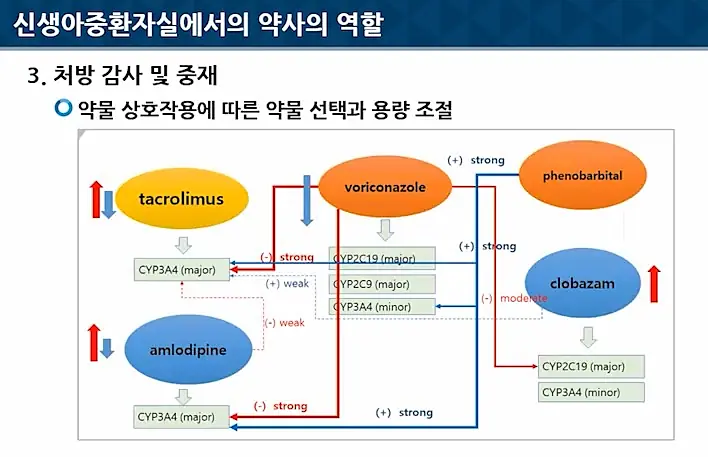 신생아중환자실에서의 약사의 역할
3. 처방 감사 및 중재
약물 상호작용에 따른 약물 선택과 용량 조절
(+) strong
tacrolimus
voriconazole
phenobarbital
(+) strong
(-) strong
CYP2C19 (major)
CYP3A4 (major)
(+) weak
CYP2C9 (major)
clobazam
(-) moderate
CYP3A4 (minor)
(-) weak
amlodipine
CYP2C19 (major)
CYP3A4 (minor)
(-) strong
(+) strong
CYP3A4 (major)